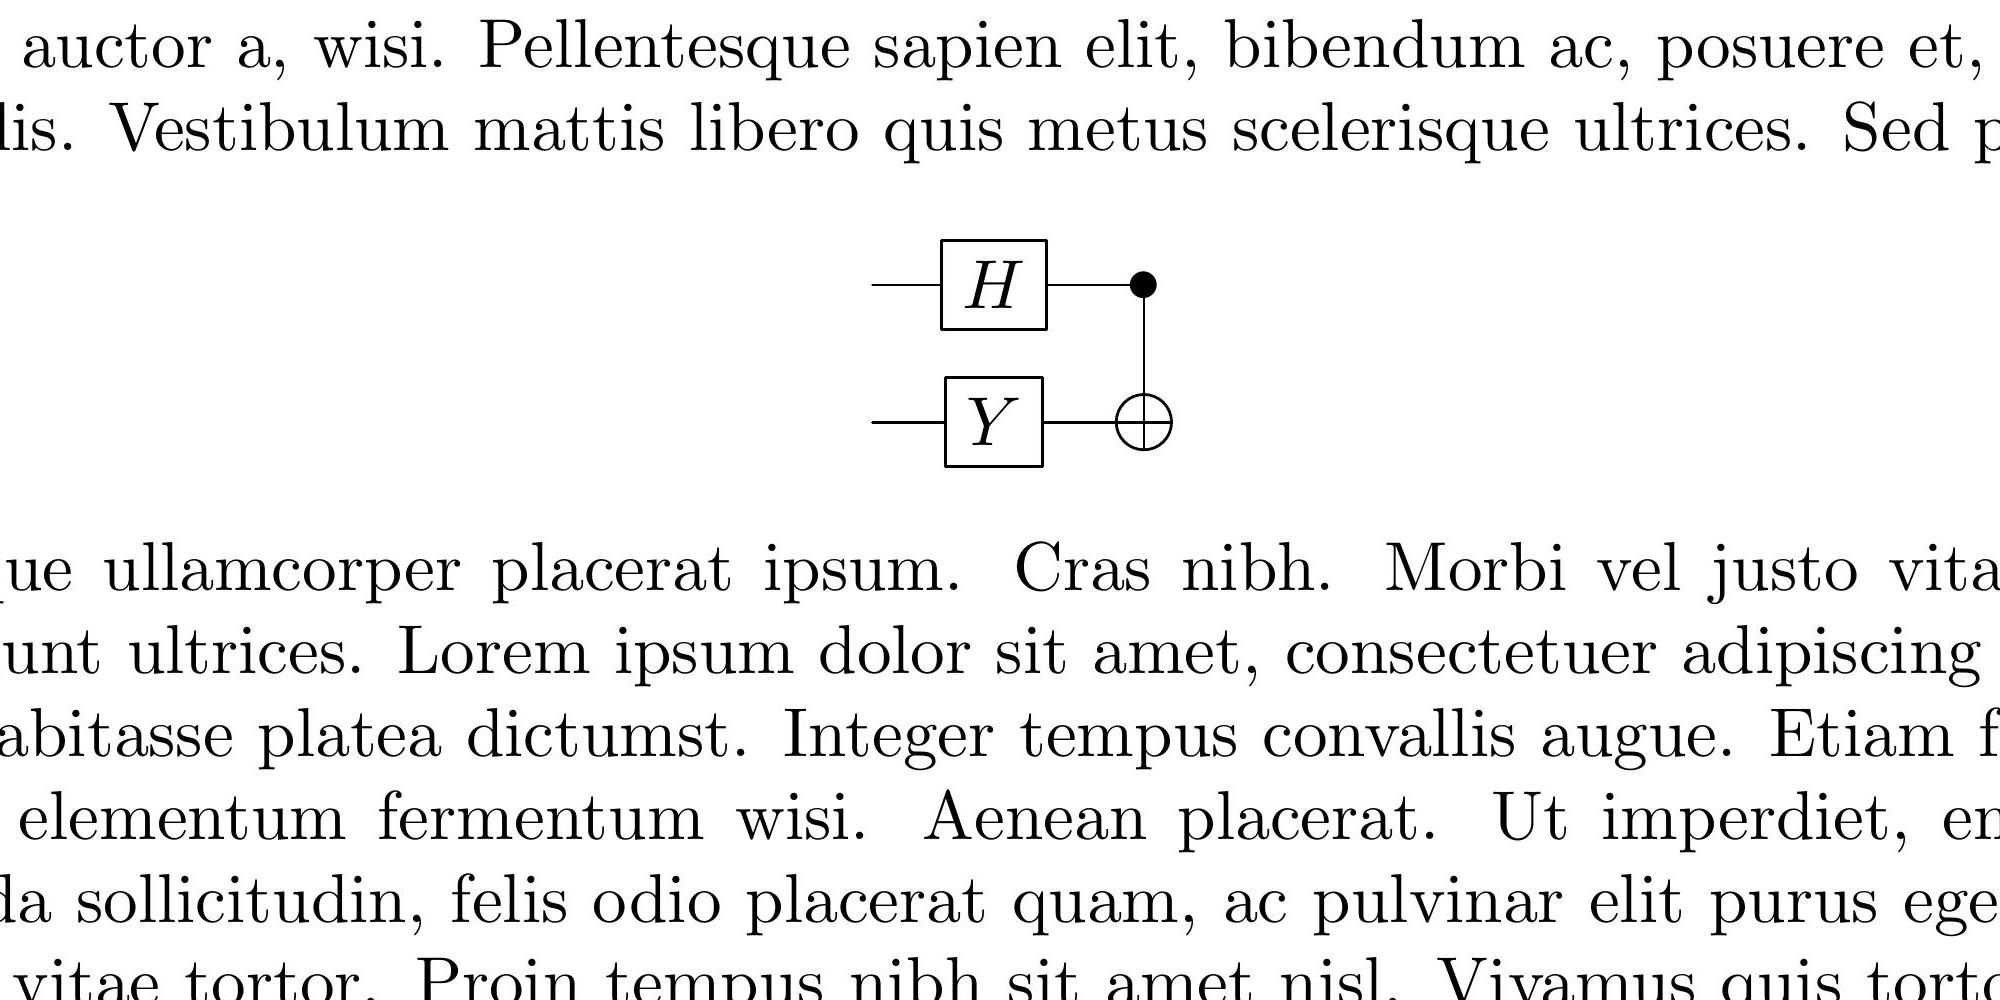 auctor a, wisi. Pellentesque sapien elit, bibendum ac, posuere et,
lis. Vestibulum mattis libero quis metus scelerisque ultrices. Sed p
H
Y
ue ullamcorper placerat ipsum. Cras nibh. Morbi vel justo vita
unt ultrices. Lorem ipsum dolor sit amet, consectetuer adipiscing
abitasse platea dictumst. Integer tempus convallis augue. Etiam f
elementum fermentum wisi. Aenean placerat. Ut imperdiet, en
da sollicitudin, felis odio placerat quam, ac pulvinar elit purus ege
vitae tortor. Proin tempus nibh sit amet nisl. Vivamus quis torto